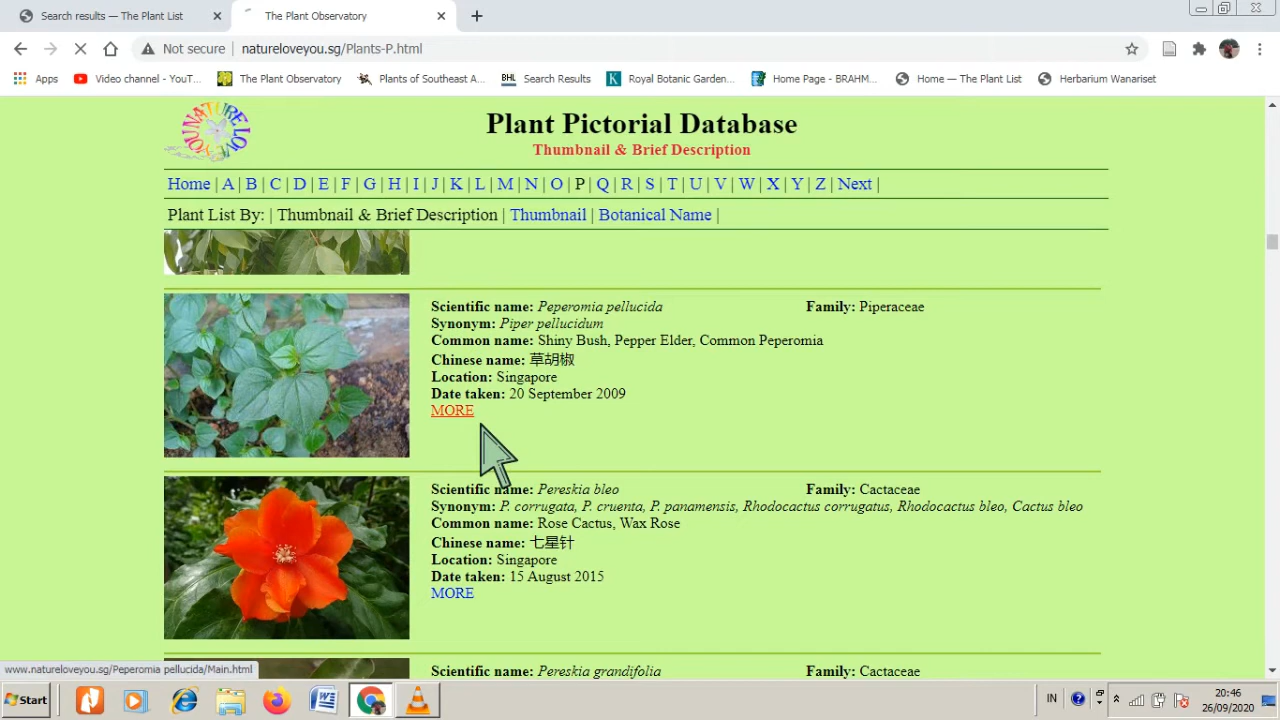 Search results — The Plant List
The Plant Observatory
Not secure | natureloveyou.sg/Plants-P.html
Apps Video channel - YouT... The Plant Observatory Plants of Southeast A... BHL Search Results K Royal Botanic Garden... Home Page - BRAHM... Home — The Plant List Herbarium Wanariset
Plant Pictorial Database
Thumbnail & Brief Description
Home | A | B | C | D | E | F | G | H | I | J | K | L | M | N | O | P | Q | R | S | T | U | V | W | X | Y | Z | Next |
Plant List By: | Thumbnail & Brief Description | Thumbnail | Botanical Name |
Scientific name: Peperomia pellucida Family: Piperaceae
Synonym: Piper pellucidum
Common name: Shiny Bush, Pepper Elder, Common Peperomia
Chinese name: 草胡椒
Location: Singapore
Date taken: 20 September 2009
MORE
Scientific name: Pereskia bleo Family: Cactaceae
Synonym: P. corrugata, P. cruenta, P. panamensis, Rhodocactus corrugatus, Rhodocactus bleo, Cactus bleo
Common name: Rose Cactus, Wax Rose
Chinese name: 七星针
Location: Singapore
Date taken: 15 August 2015
MORE
Scientific name: Pereskia grandifolia Family: Cactaceae
www.natureloveyou.sg/Peperomia pellucida/Main.html
Start IN 20:46
26/09/2020